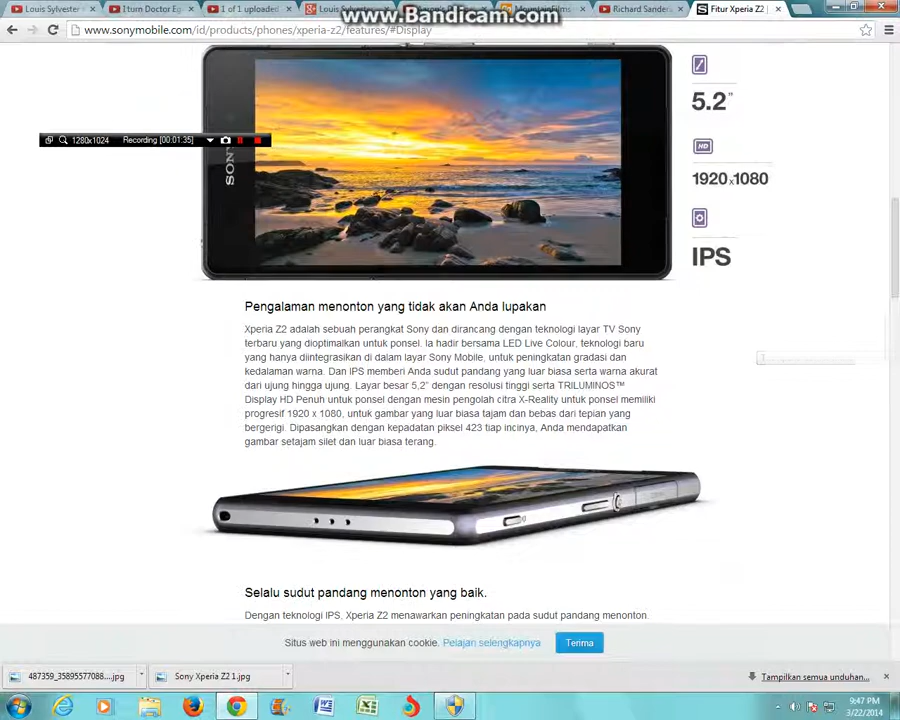 www.Bandicam.com
Louis Sylvester
I turn Doctor Eg
1 of 1 uploaded
Louis Sylvester
MountainFilms
Richard Sanders
Fitur Xperia Z2 |
www.sonymobile.com/id/products/phones/xperia-z2/features/#Display
1280x1024 Recording [00:01:35]
SONY
5.2"
HD
1920x1080
IPS
Pengalaman menonton yang tidak akan Anda lupakan
Xperia Z2 adalah sebuah perangkat Sony dan dirancang dengan teknologi layar TV Sony
terbaru yang dioptimalkan untuk ponsel. Ia hadir bersama LED Live Colour, teknologi baru
yang hanya diintegrasikan di dalam layar Sony Mobile, untuk peningkatan gradasi dan
kedalaman warna. Dan IPS memberi Anda sudut pandang yang luar biasa serta warna akurat
dari ujung hingga ujung. Layar besar 5,2" dengan resolusi tinggi serta TRILUMINOS™
Display HD Penuh untuk ponsel dengan mesin pengolah citra X-Reality untuk ponsel memiliki
progresif 1920 x 1080, untuk gambar yang luar biasa tajam dan bebas dari tepian yang
bergerigi. Dipasangkan dengan kepadatan piksel 423 tiap incinya, Anda mendapatkan
gambar setajam silet dan luar biasa terang.
Selalu sudut pandang menonton yang baik.
Dengan teknologi IPS, Xperia Z2 menawarkan peningkatan pada sudut pandang menonton.
Situs web ini menggunakan cookie. Pelajari selengkapnya
Terima
487359_35895577088....jpg
Sony Xperia Z2 1.jpg
Tampilkan semua unduhan...
9:47 PM
3/22/2014